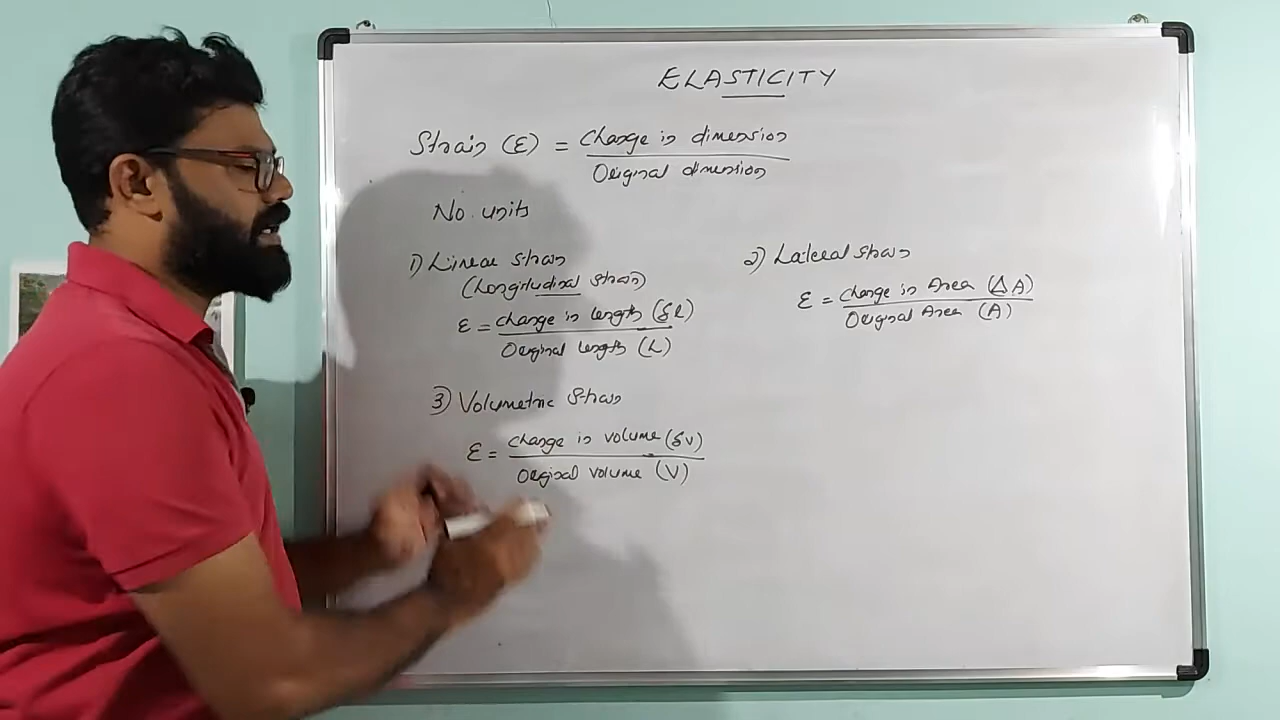 ELASTICITY
Strain (ε) = Change in dimension
Original dimension
No. units
1) Linear strain
(Longitudinal strain)
ε = change in length (δl)
Original length (L)
2) Lateral strain
ε = change in Area (Δ A)
Original Area (A)
3) Volumetric strain
ε = change in volume (δv)
Original volume (V)